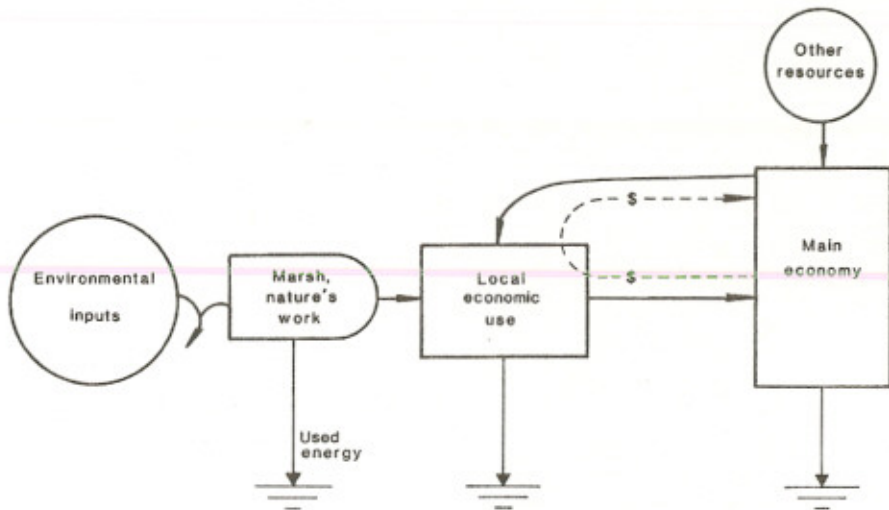 Other
resources
$
Main
economy
Environmental
inputs
Marsh,
nature's
work
Local
economic
use
$
Used
energy